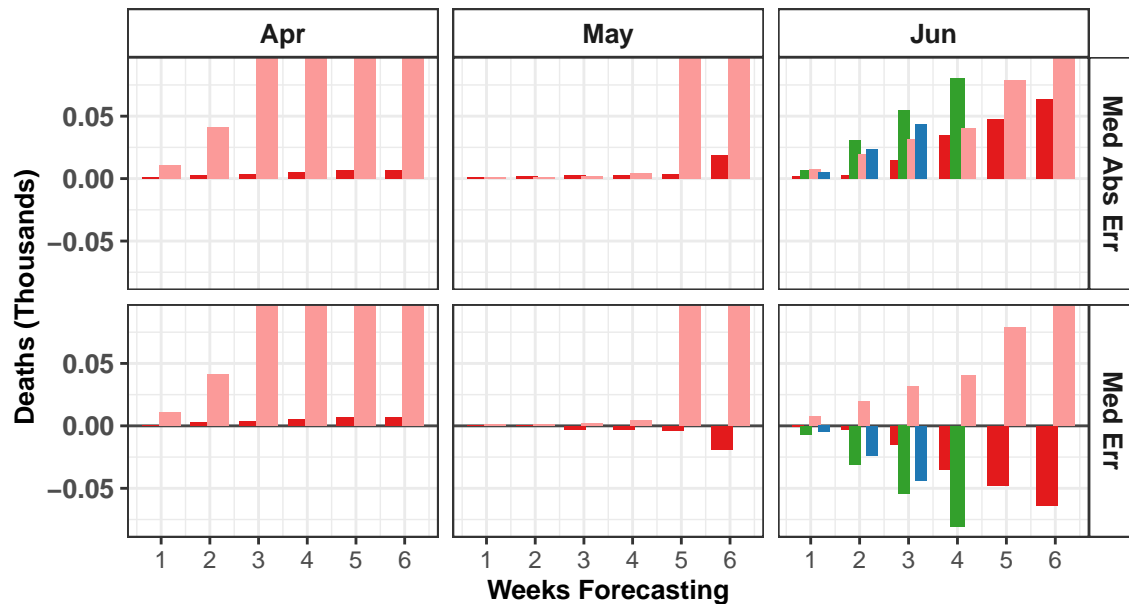 Apr May Jun
0.05
0.00
−0.05
Med Abs Err
0.05
0.00
−0.05
Med Err
Deaths (Thousands)
1 2 3 4 5 6 1 2 3 4 5 6 1 2 3 4 5 6
Weeks Forecasting